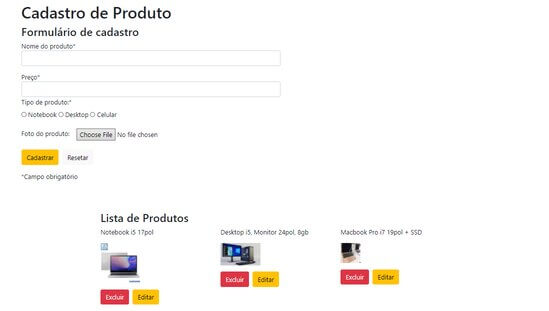 Cadastro de Produto
Formulário de cadastro
Nome do produto*
Preço*
Tipo de produto:*
Notebook Desktop Celular
Foto do produto: Choose File No file chosen
Cadastrar Resetar
*Campo obrigatório
Lista de Produtos
Notebook i5 17pol Desktop i5, Monitor 24pol, 8gb Macbook Pro i7 19pol + SSD
Excluir Editar Excluir Editar Excluir Editar